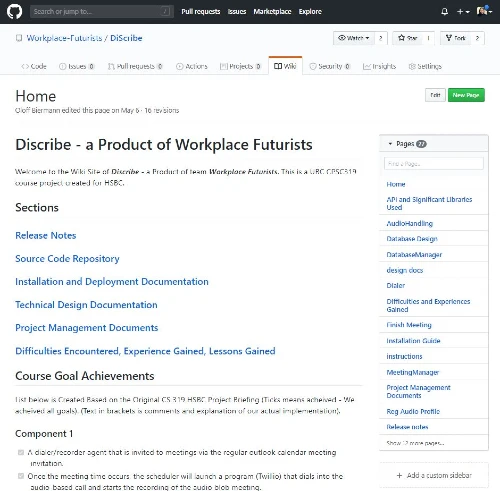 Search or jump to...
/
Pull requests Issues Marketplace Explore
Workplace-Futurists / DiScribe
Watch 2 Star 1 Fork 2
Code Issues 0 Pull requests 0 Actions Projects 0 Wiki Security 0 Insights Settings
Home
Edit New Page
Oloff Biermann edited this page on May 6 · 16 revisions
Discribe - a Product of Workplace Futurists
Welcome to the Wiki Site of Discribe - a Product of team Workplace Futurists. This is a UBC CPSC319
course project created for HSBC.
Sections
Release Notes
Source Code Repository
Installation and Deployment Documentation
Technical Design Documentation
Project Management Documents
Difficulties Encountered, Experience Gained, Lessons Gained
Course Goal Achievements
List below is Created Based on the Original CS 319 HSBC Project Briefing (Ticks means acheived - We
acheived all goals). (Text in brackets is comments and explanation of our actual implementation).
Component 1
A dialer/recorder agent that is invited to meetings via the regular outlook calendar meeting
invitation.
Once the meeting time occurs, the scheduler will launch a program (Twillio) that dials into the
audio-based call and starts the recording of the audio blob meeting.
Pages 27
Find a Page...
Home
API and Significant Libraries
Used
AudioHandling
Database Design
DatabaseManager
design docs
Dialer
Difficulties and Experiences
Gained
Finish Meeting
Installation Guide
instructions
MeetingManager
Project Management
Documents
Reg Audio Profile
Release notes
Show 12 more pages...
+ Add a custom sidebar